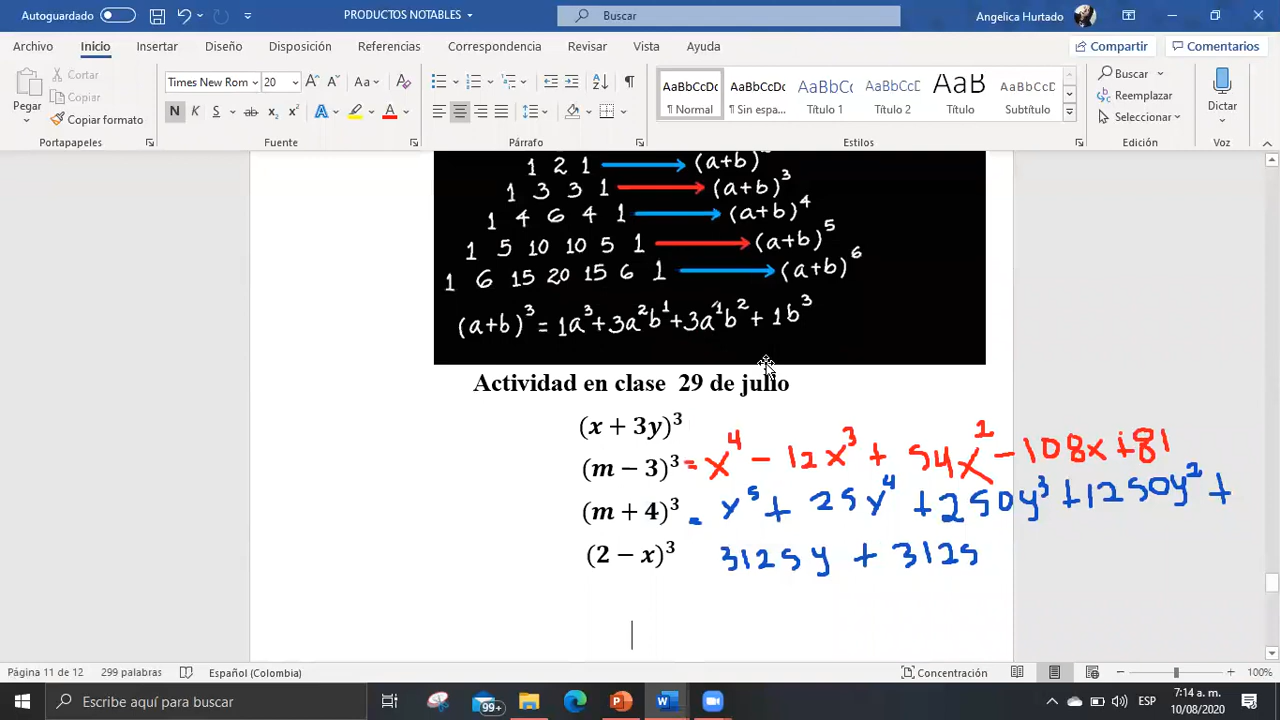 Autoguardado PRODUCTOS NOTABLES Buscar Angelica Hurtado
Archivo Inicio Insertar Diseño Disposición Referencias Correspondencia Revisar Vista Ayuda Compartir Comentarios
Pegar Cortar Copiar Copiar formato
Times New Rom 20 A A Aa
N K S A A
AaBbCcDc AaBbCcDc AaBbC AaBbCcC AaB AaBbCcD
¶ Normal ¶ Sin espa... Título 1 Título 2 Título Subtítulo
Buscar
Reemplazar
Seleccionar
Dictar
Portapapeles Fuente Párrafo Estilos Edición Voz
1 2 1 (a+b)
1 3 3 1 (a+b)³
1 4 6 4 1 (a+b)⁴
1 5 10 10 5 1 (a+b)⁵
1 6 15 20 15 6 1 (a+b)⁶
(a+b)³ = 1a³+3a²b¹+3a¹b²+1b³
Actividad en clase 29 de julio
(x + 3y)³
(m − 3)³ = x⁴ − 12x³ + 54x² − 108x + 81
(m + 4)³ = y⁵ + 25y⁴ + 250y³ + 1250y² +
(2 − x)³ 3125y + 3125
Página 11 de 12 299 palabras Español (Colombia) Concentración 100%
Escribe aquí para buscar 99+ ESP 7:14 a. m. 10/08/2020